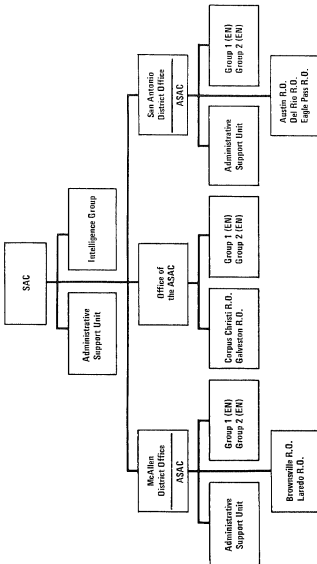 SAC
Administrative
Support Unit
Intelligence Group
McAllen
District Office
ASAC
Office of
the ASAC
San Antonio
District Office
ASAC
Administrative
Support Unit
Group 1 (EN)
Group 2 (EN)
Brownsville R.O.
Laredo R.O.
Corpus Christi R.O.
Galveston R.O.
Group 1 (EN)
Group 2 (EN)
Administrative
Support Unit
Group 1 (EN)
Group 2 (EN)
Austin R.O.
Del Rio R.O.
Eagle Pass R.O.